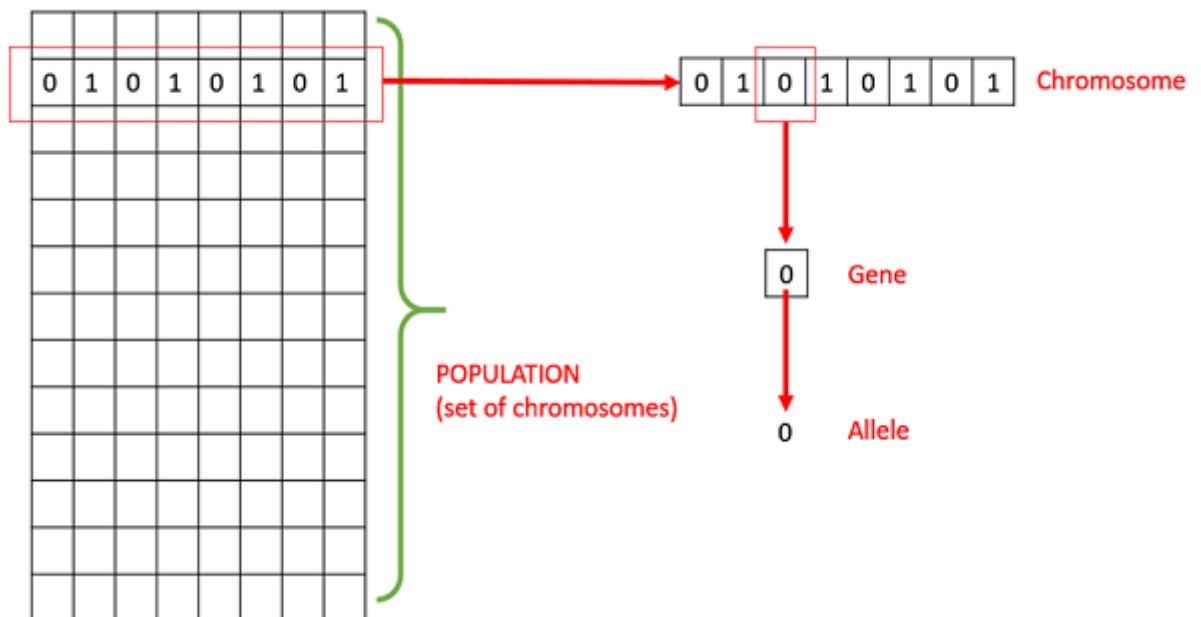 0 1 0 1 0 1 0 1
0 1 0 1 0 1 0 1 Chromosome
0 Gene
POPULATION
(set of chromosomes)
0 Allele